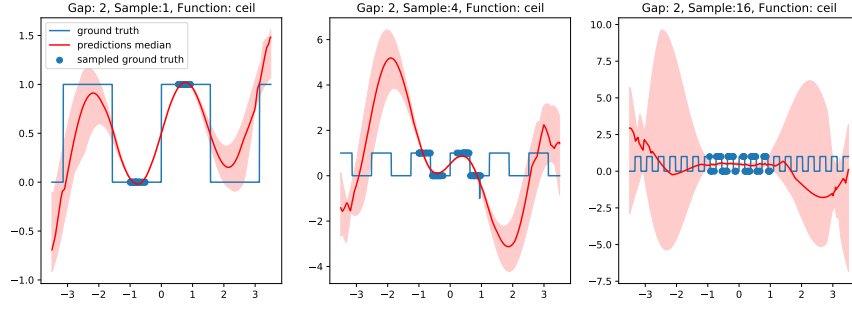 Gap: 2, Sample:1, Function: ceil
ground truth
predictions median
sampled ground truth
1.5
1.0
0.5
0.0
−0.5
−1.0
−3 −2 −1 0 1 2 3
Gap: 2, Sample:4, Function: ceil
6
4
2
0
−2
−4
−3 −2 −1 0 1 2 3
Gap: 2, Sample:16, Function: ceil
10.0
7.5
5.0
2.5
0.0
−2.5
−5.0
−7.5
−3 −2 −1 0 1 2 3